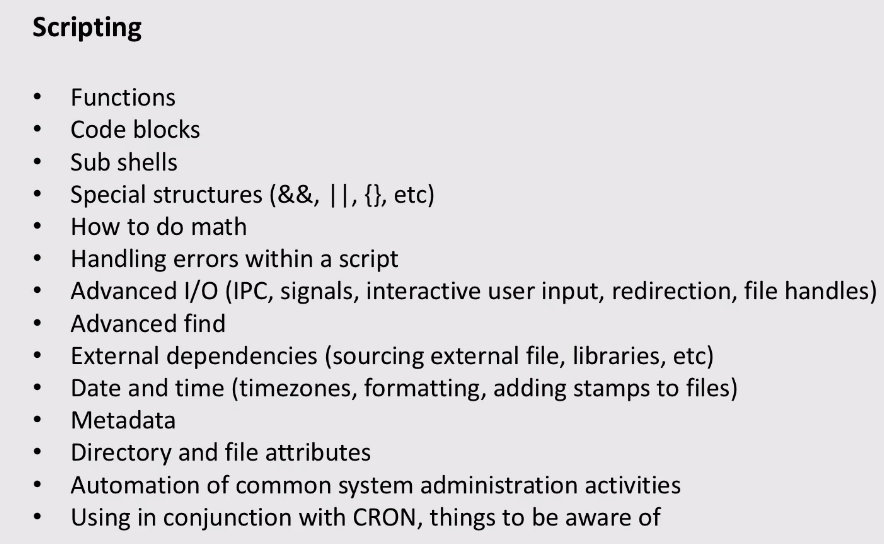 Scripting
• Functions
• Code blocks
• Sub shells
• Special structures (&&, ||, {}, etc)
• How to do math
• Handling errors within a script
• Advanced I/O (IPC, signals, interactive user input, redirection, file handles)
• Advanced find
• External dependencies (sourcing external file, libraries, etc)
• Date and time (timezones, formatting, adding stamps to files)
• Metadata
• Directory and file attributes
• Automation of common system administration activities
• Using in conjunction with CRON, things to be aware of